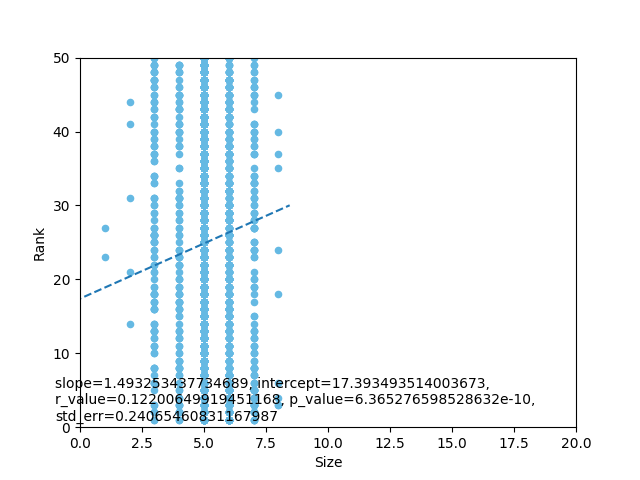 50
40
30
20
10
0
Rank
slope=1.493253437734689, intercept=17.393493514003673,
r_value=0.12200649919451168, p_value=6.365276598528632e-10,
std_err=0.24065460831167987
0.0 2.5 5.0 7.5 10.0 12.5 15.0 17.5 20.0
Size